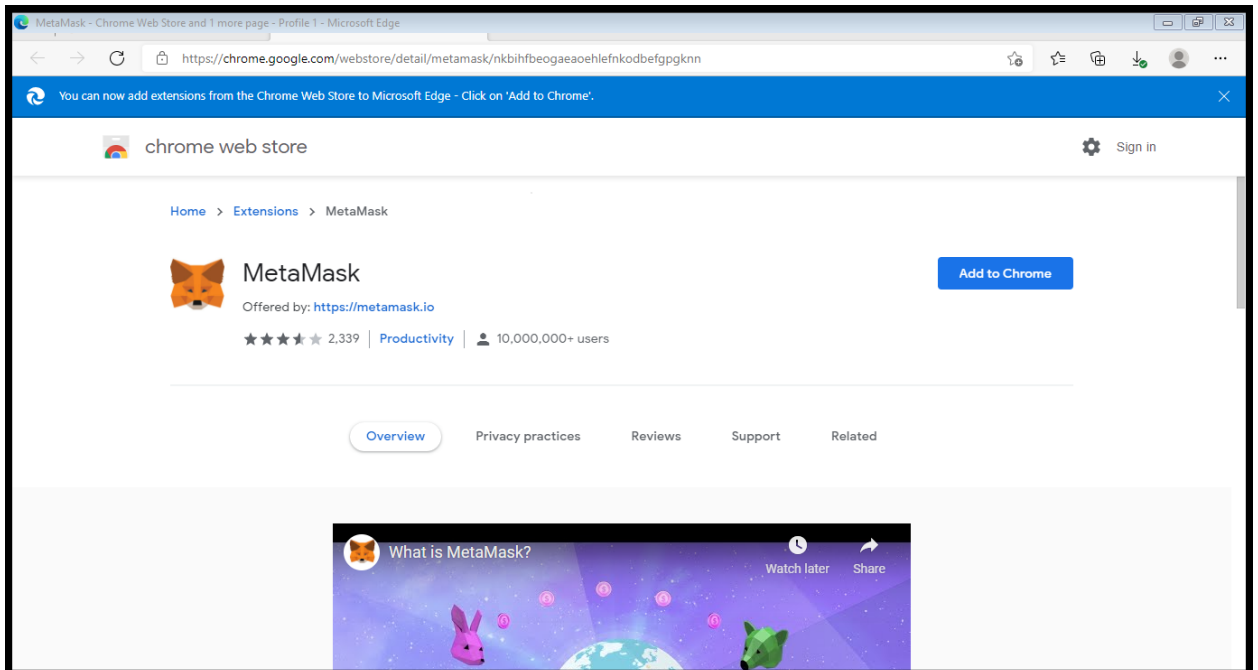 MetaMask - Chrome Web Store and 1 more page - Profile 1 - Microsoft Edge
https://chrome.google.com/webstore/detail/metamask/nkbihfbeogaeaoehlefnkodbefgpgknn
You can now add extensions from the Chrome Web Store to Microsoft Edge - Click on 'Add to Chrome'.
chrome web store
Sign in
Home > Extensions > MetaMask
MetaMask
Add to Chrome
Offered by: https://metamask.io
2,339 | Productivity | 10,000,000+ users
Overview Privacy practices Reviews Support Related
What is MetaMask?
Watch later Share